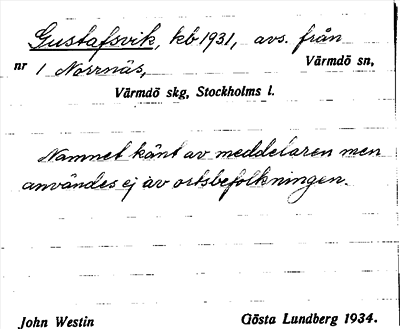 Gustafsvik, kb 1931, avs. från
nr 1 Norrnäs, Värmdö sn,
Värmdö skg, Stockholms l.
Namnet känt av meddelaren men
användes ej av ortsbefolkningen.
John Westin Gösta Lundberg 1934.